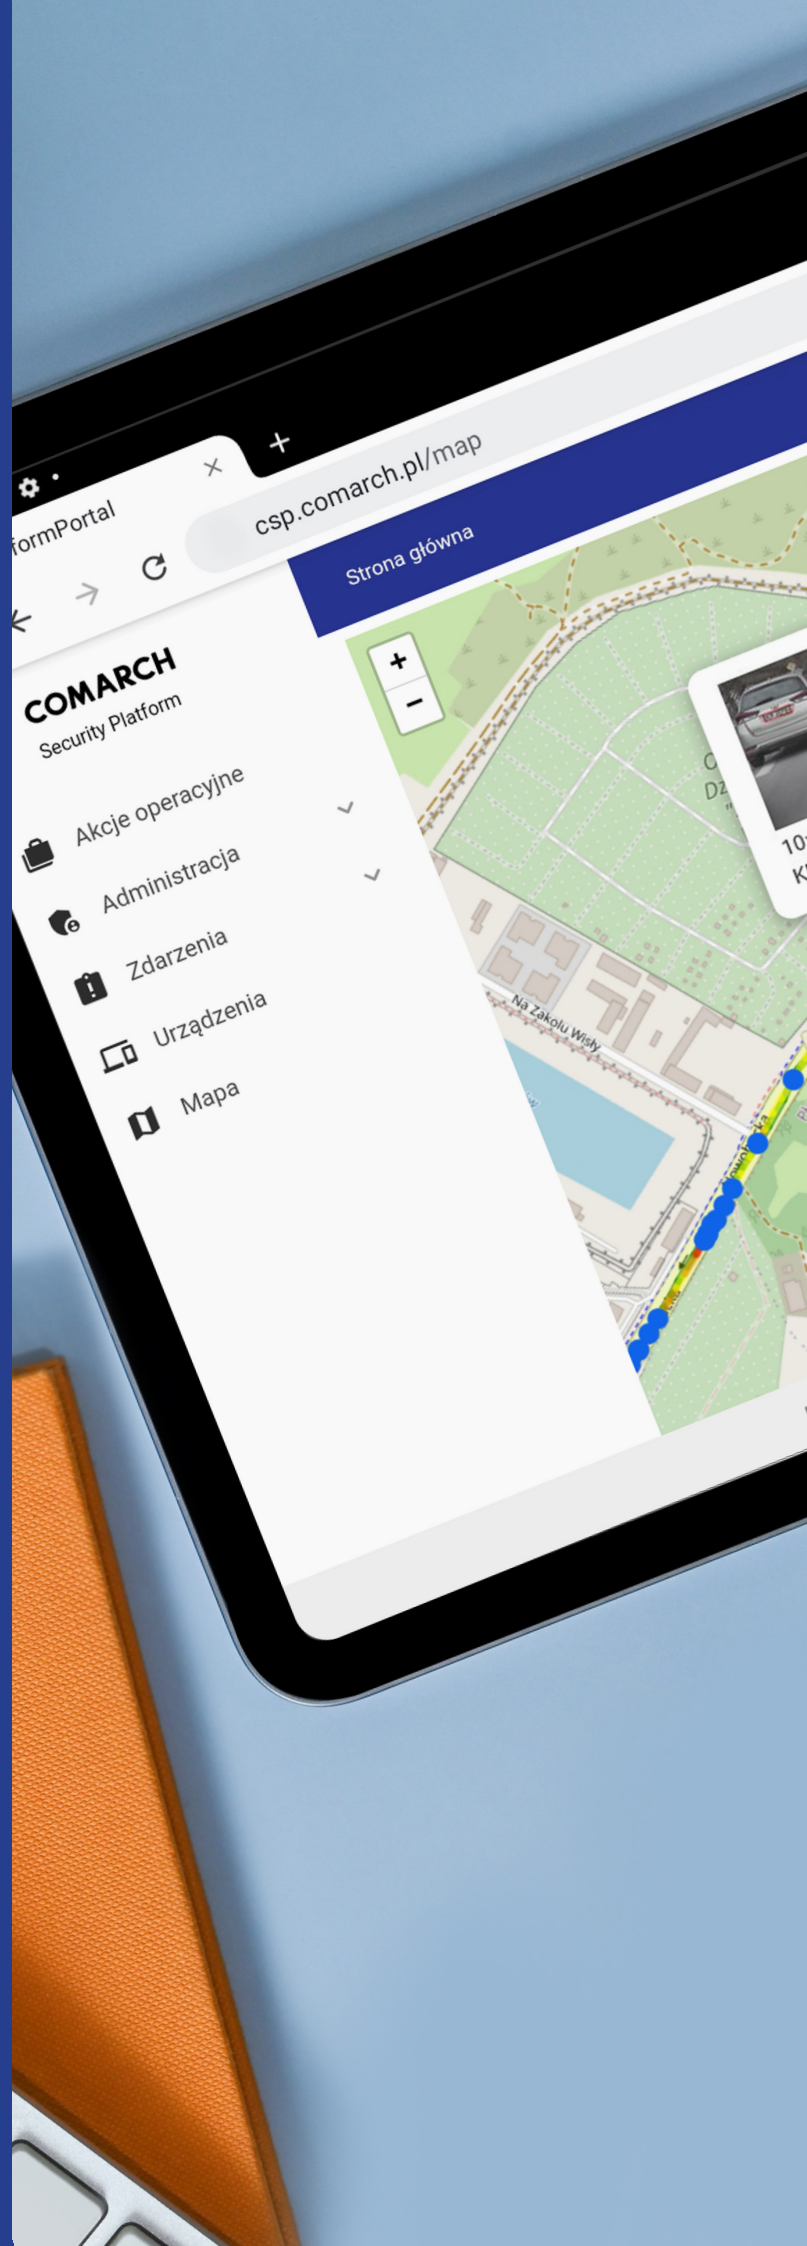 formPortal
csp.comarch.pl/map
Strona główna
COMARCH
Security Platform
Akcje operacyjne
Administracja
Zdarzenia
Urządzenia
Mapa
+
−
Na Zakolu Wisły